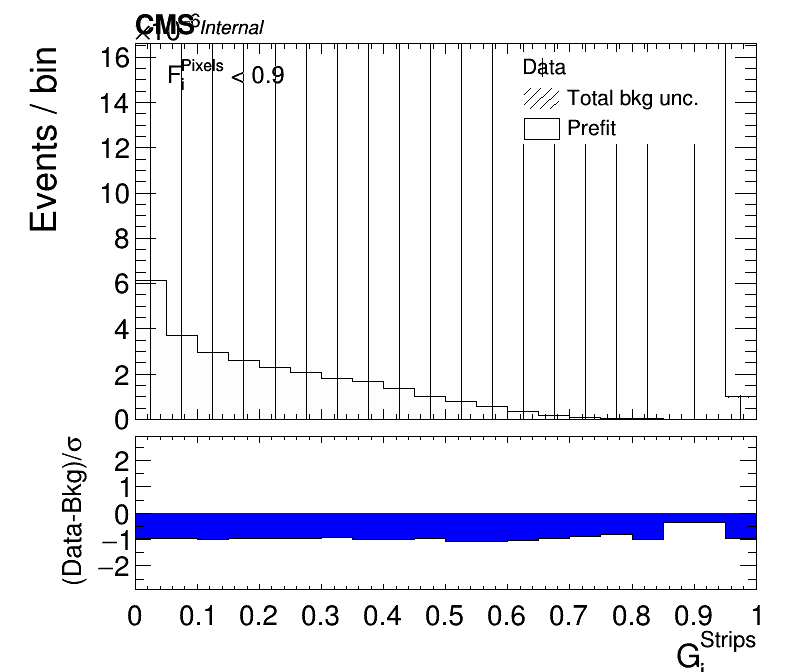 CMS Internal
×10⁶
F_i^Pixels < 0.9
Data
Total bkg unc.
Prefit
Events / bin
16
14
12
10
8
6
4
2
0
(Data-Bkg)/σ
2
1
0
−1
−2
0 0.1 0.2 0.3 0.4 0.5 0.6 0.7 0.8 0.9 1
G_i^Strips